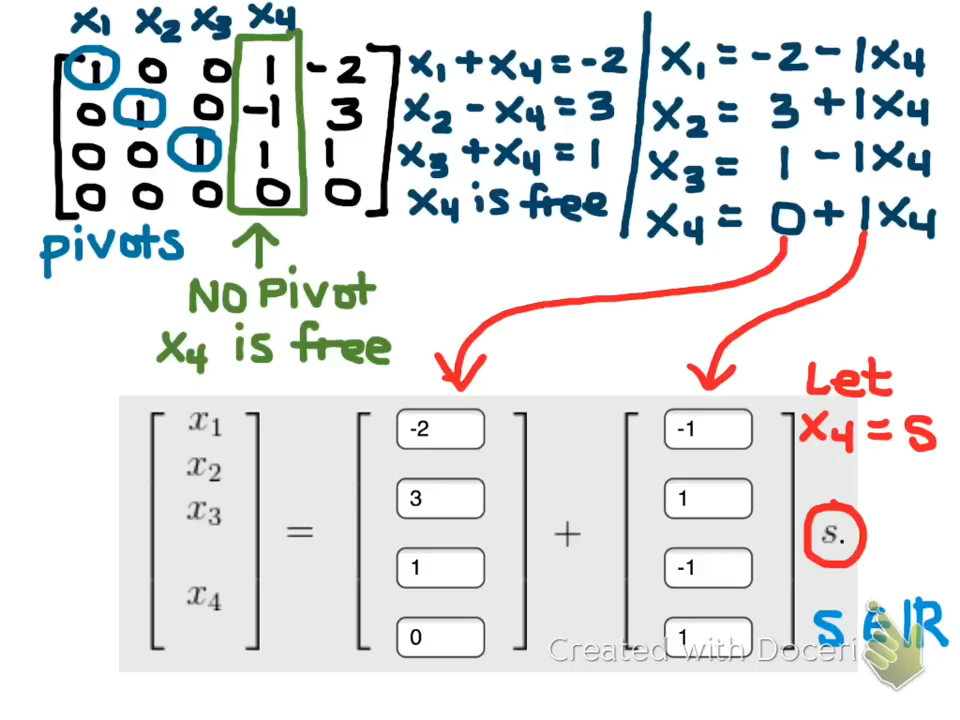 x1 x2 x3 x4
1 0 0 1 -2
0 1 0 -1 3
0 0 1 1 1
0 0 0 0 0
pivots
NO Pivot
x4 is free
x1 + x4 = -2
x2 - x4 = 3
x3 + x4 = 1
x4 is free
x1 = -2 - 1x4
x2 = 3 + 1x4
x3 = 1 - 1x4
x4 = 0 + 1x4
Let
x4 = s
x1 -2 -1
x2 3 1
x3 = 1 + -1 s.
x4 0 1
s ∈ ℝ
Created with Doceri